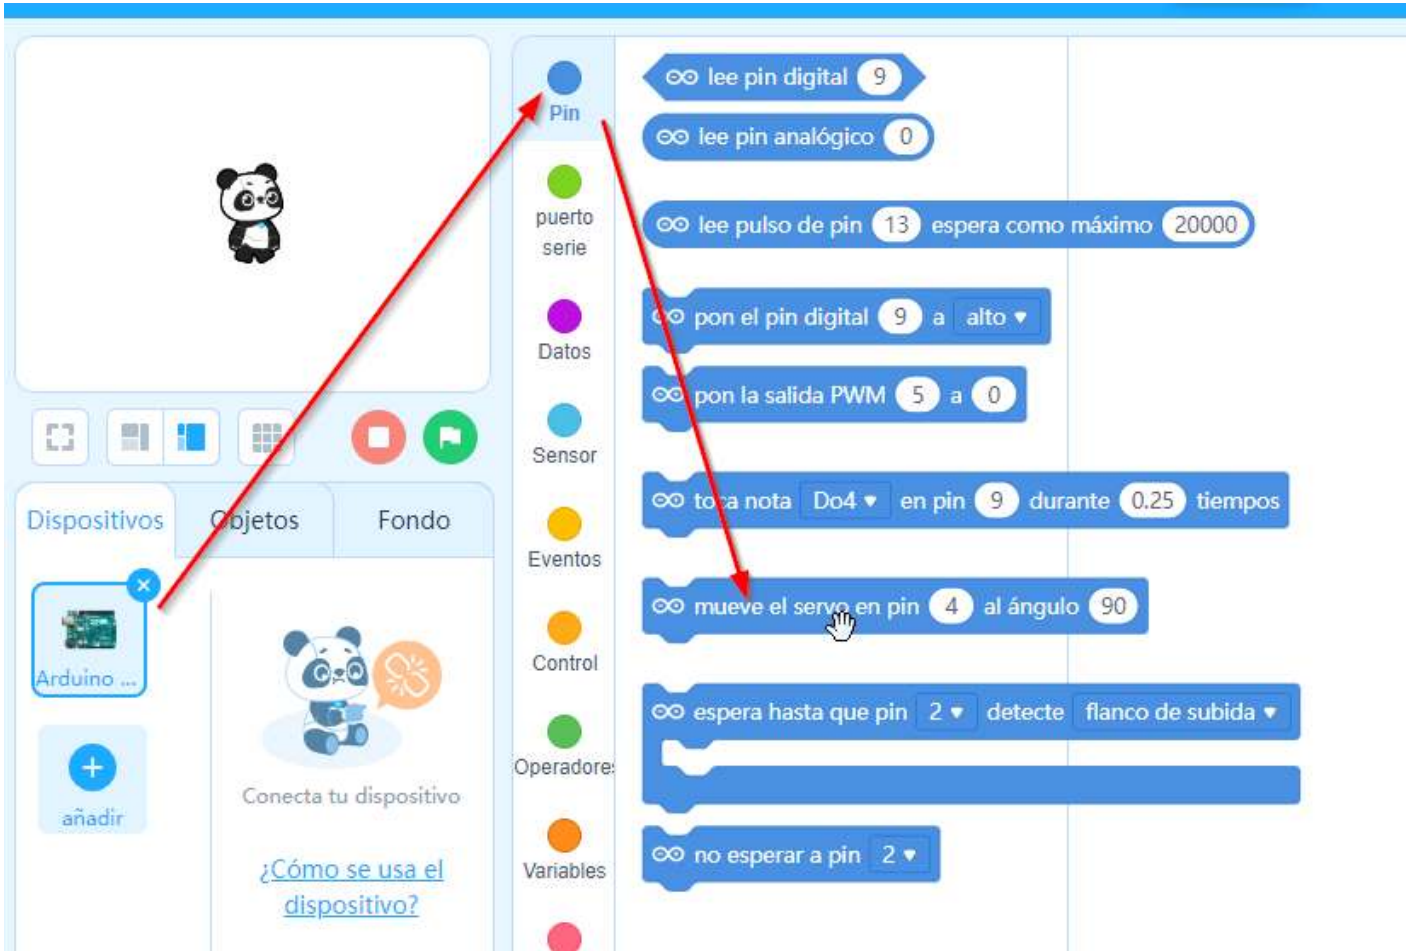 lee pin digital 9
Pin
lee pin analógico 0
puerto
serie
lee pulso de pin 13 espera como máximo 20000
Datos
pon el pin digital 9 a alto
pon la salida PWM 5 a 0
Sensor
toca nota Do4 en pin 9 durante 0.25 tiempos
Dispositivos Objetos Fondo
Eventos
mueve el servo en pin 4 al ángulo 90
Control
Arduino ...
espera hasta que pin 2 detecte flanco de subida
Operadores
Conecta tu dispositivo
añadir
no esperar a pin 2
¿Cómo se usa el
dispositivo?
Variables